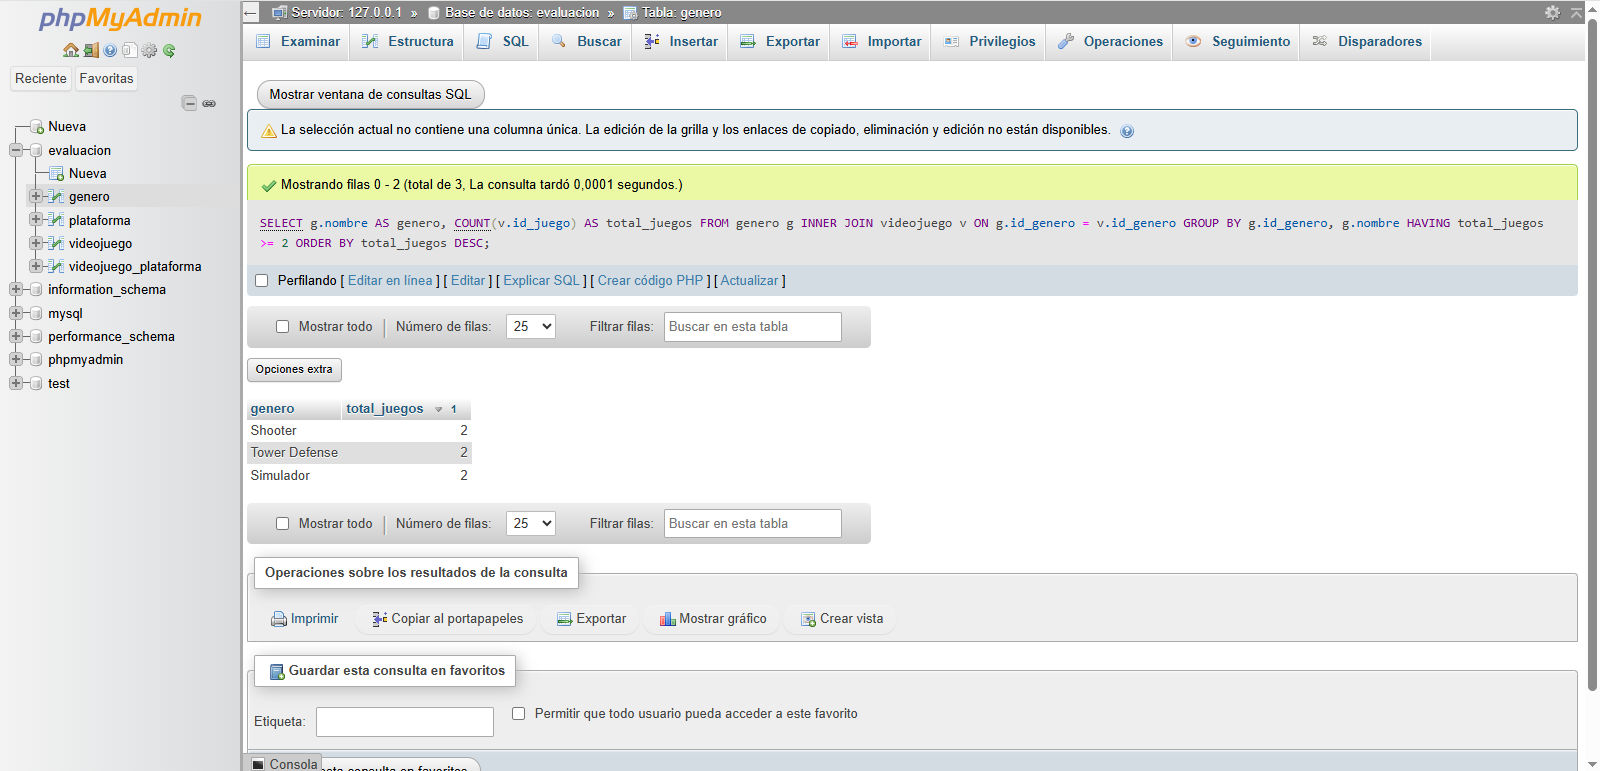 phpMyAdmin
Reciente Favoritas
Nueva
evaluacion
Nueva
genero
plataforma
videojuego
videojuego_plataforma
information_schema
mysql
performance_schema
phpmyadmin
test
Servidor: 127.0.0.1 » Base de datos: evaluacion » Tabla: genero
Examinar Estructura SQL Buscar Insertar Exportar Importar Privilegios Operaciones Seguimiento Disparadores
Mostrar ventana de consultas SQL
La selección actual no contiene una columna única. La edición de la grilla y los enlaces de copiado, eliminación y edición no están disponibles.
Mostrando filas 0 - 2 (total de 3, La consulta tardó 0,0001 segundos.)
SELECT g.nombre AS genero, COUNT(v.id_juego) AS total_juegos FROM genero g INNER JOIN videojuego v ON g.id_genero = v.id_genero GROUP BY g.id_genero, g.nombre HAVING total_juegos
>= 2 ORDER BY total_juegos DESC;
Perfilando [ Editar en línea ] [ Editar ] [ Explicar SQL ] [ Crear código PHP ] [ Actualizar ]
Mostrar todo | Número de filas: 25 Filtrar filas: Buscar en esta tabla
Opciones extra
genero total_juegos 1
Shooter 2
Tower Defense 2
Simulador 2
Mostrar todo | Número de filas: 25 Filtrar filas: Buscar en esta tabla
Operaciones sobre los resultados de la consulta
Imprimir Copiar al portapapeles Exportar Mostrar gráfico Crear vista
Guardar esta consulta en favoritos
Etiqueta: Permitir que todo usuario pueda acceder a este favorito
Consola esta consulta en favoritos